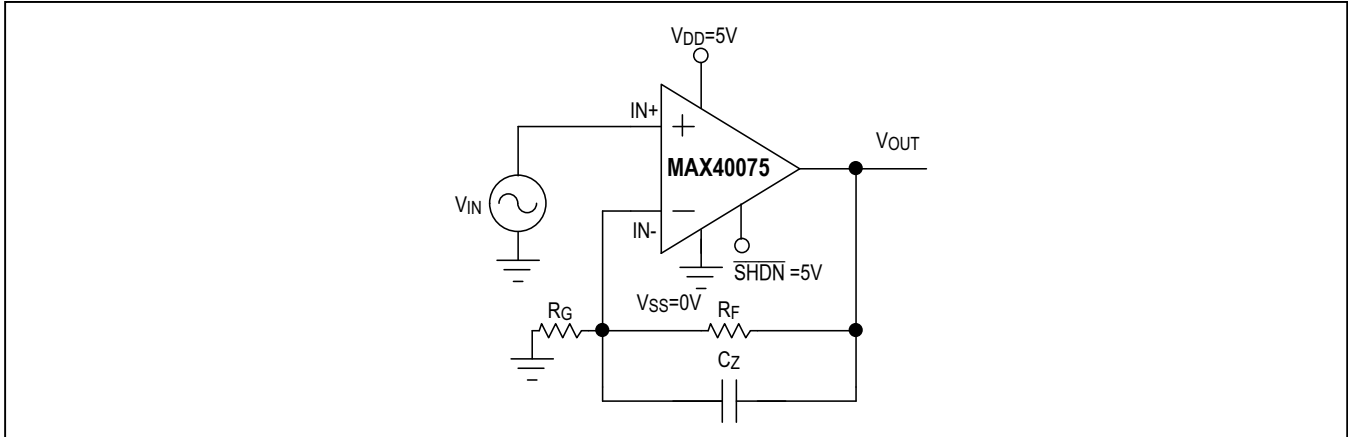 VDD=5V
IN+
+
MAX40075
VOUT
VIN
−
IN-
SHDN =5V
VSS=0V
RG
RF
CZ